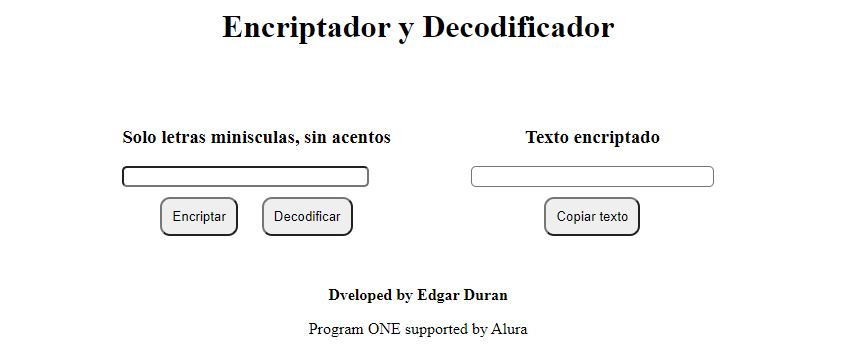 Encriptador y Decodificador
Solo letras minisculas, sin acentos
Texto encriptado
Encriptar
Decodificar
Copiar texto
Dveloped by Edgar Duran
Program ONE supported by Alura